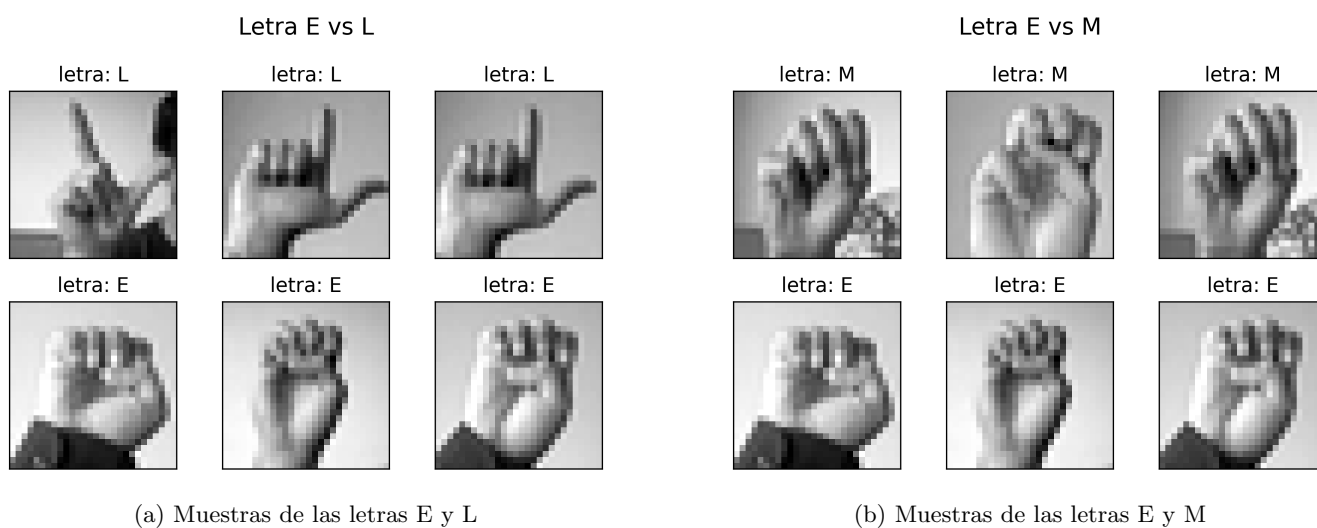 Letra E vs L
letra: L letra: L letra: L
letra: E letra: E letra: E
(a) Muestras de las letras E y L
Letra E vs M
letra: M letra: M letra: M
letra: E letra: E letra: E
(b) Muestras de las letras E y M